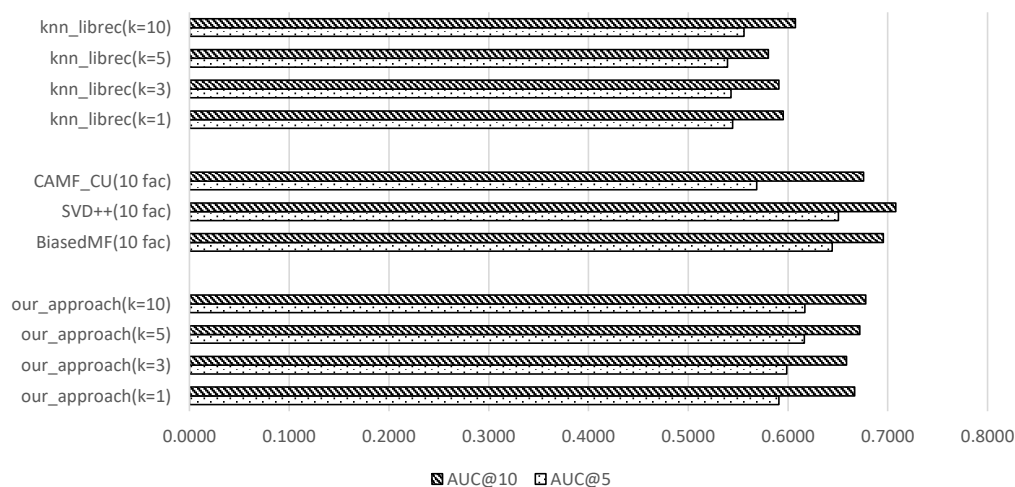 knn_librec(k=10)
knn_librec(k=5)
knn_librec(k=3)
knn_librec(k=1)
CAMF_CU(10 fac)
SVD++(10 fac)
BiasedMF(10 fac)
our_approach(k=10)
our_approach(k=5)
our_approach(k=3)
our_approach(k=1)
0.0000 0.1000 0.2000 0.3000 0.4000 0.5000 0.6000 0.7000 0.8000
AUC@10 AUC@5